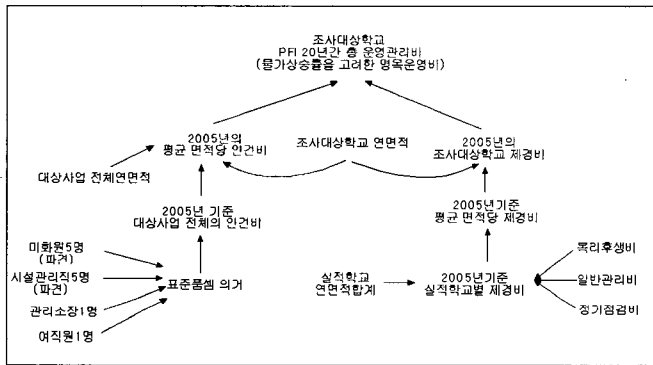 조사대상학교
PFI 20년간 총 운영관리비
(물가상승률을 고려한 명목운영비)
2005년의
평균 면적당 인건비
조사대상학교 연면적
2005년의
조사대상학교 제경비
대상사업 전체연면적
2005년 기준
대상사업 전체의 인건비
2005년기준
평균 면적당 제경비
미화원5명
(파견)
시설관리직5명
(파견)
관리소장1명
여직원1명
표준품셈 의거
실적학교
연면적합계
2005년기준
실적학교별 제경비
복리후생비
일반관리비
정기점검비